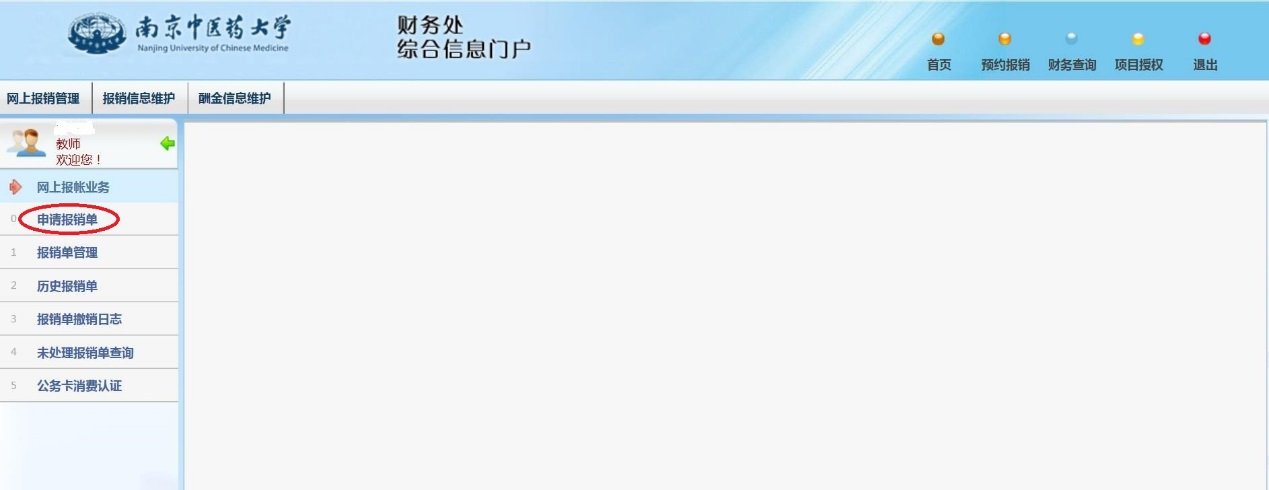 南京中医药大学
Nanjing University of Chinese Medicine
财务处
综合信息门户
首页 预约报销 财务查询 项目授权 退出
网上报销管理 报销信息维护 酬金信息维护
教师
欢迎您！
网上报帐业务
0 申请报销单
1 报销单管理
2 历史报销单
3 报销单撤销日志
4 未处理报销单查询
5 公务卡消费认证